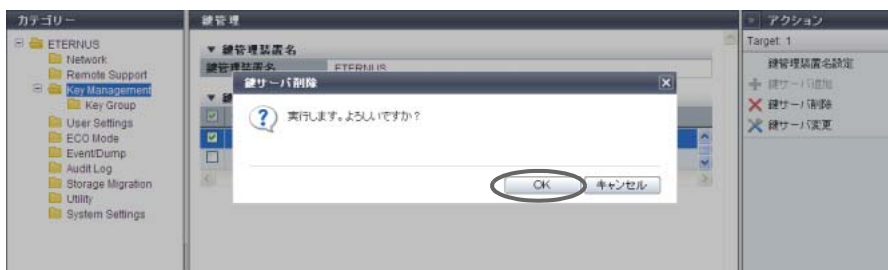 カテゴリー
ETERNUS
Network
Remote Support
Key Management
Key Group
User Settings
ECO Mode
Event/Dump
Audit Log
Storage Migration
Utility
System Settings
鍵管理
▼ 鍵管理装置名
鍵管理装置名 ETERNUS
▼ 鍵
鍵サーバ削除
実行します。よろしいですか？
OK キャンセル
アクション
Target: 1
鍵管理装置名設定
鍵サーバ追加
鍵サーバ削除
鍵サーバ変更